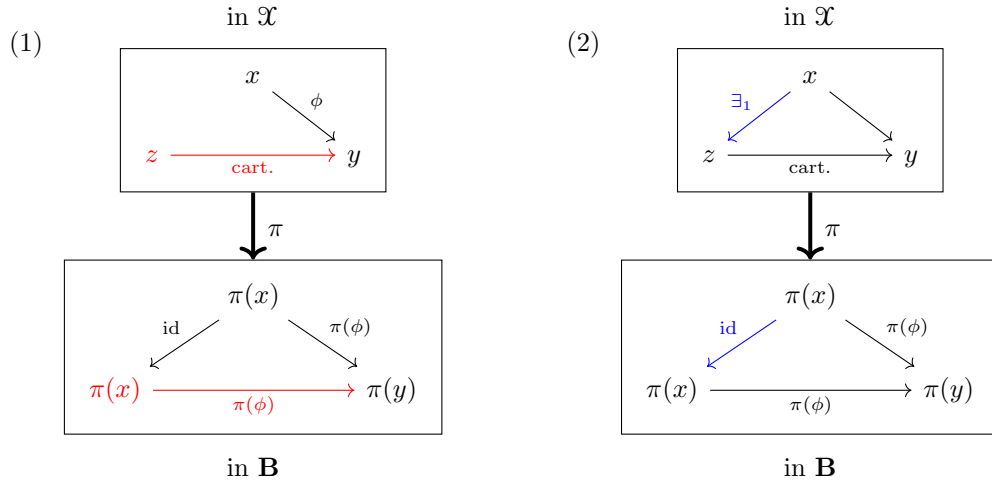 in 𝔛 in 𝔛
(1) (2)
x x
ϕ ∃₁
z cart. y z cart. y
π π
π(x) π(x)
id π(ϕ) id π(ϕ)
π(x) π(ϕ) π(y) π(x) π(ϕ) π(y)
in B in B